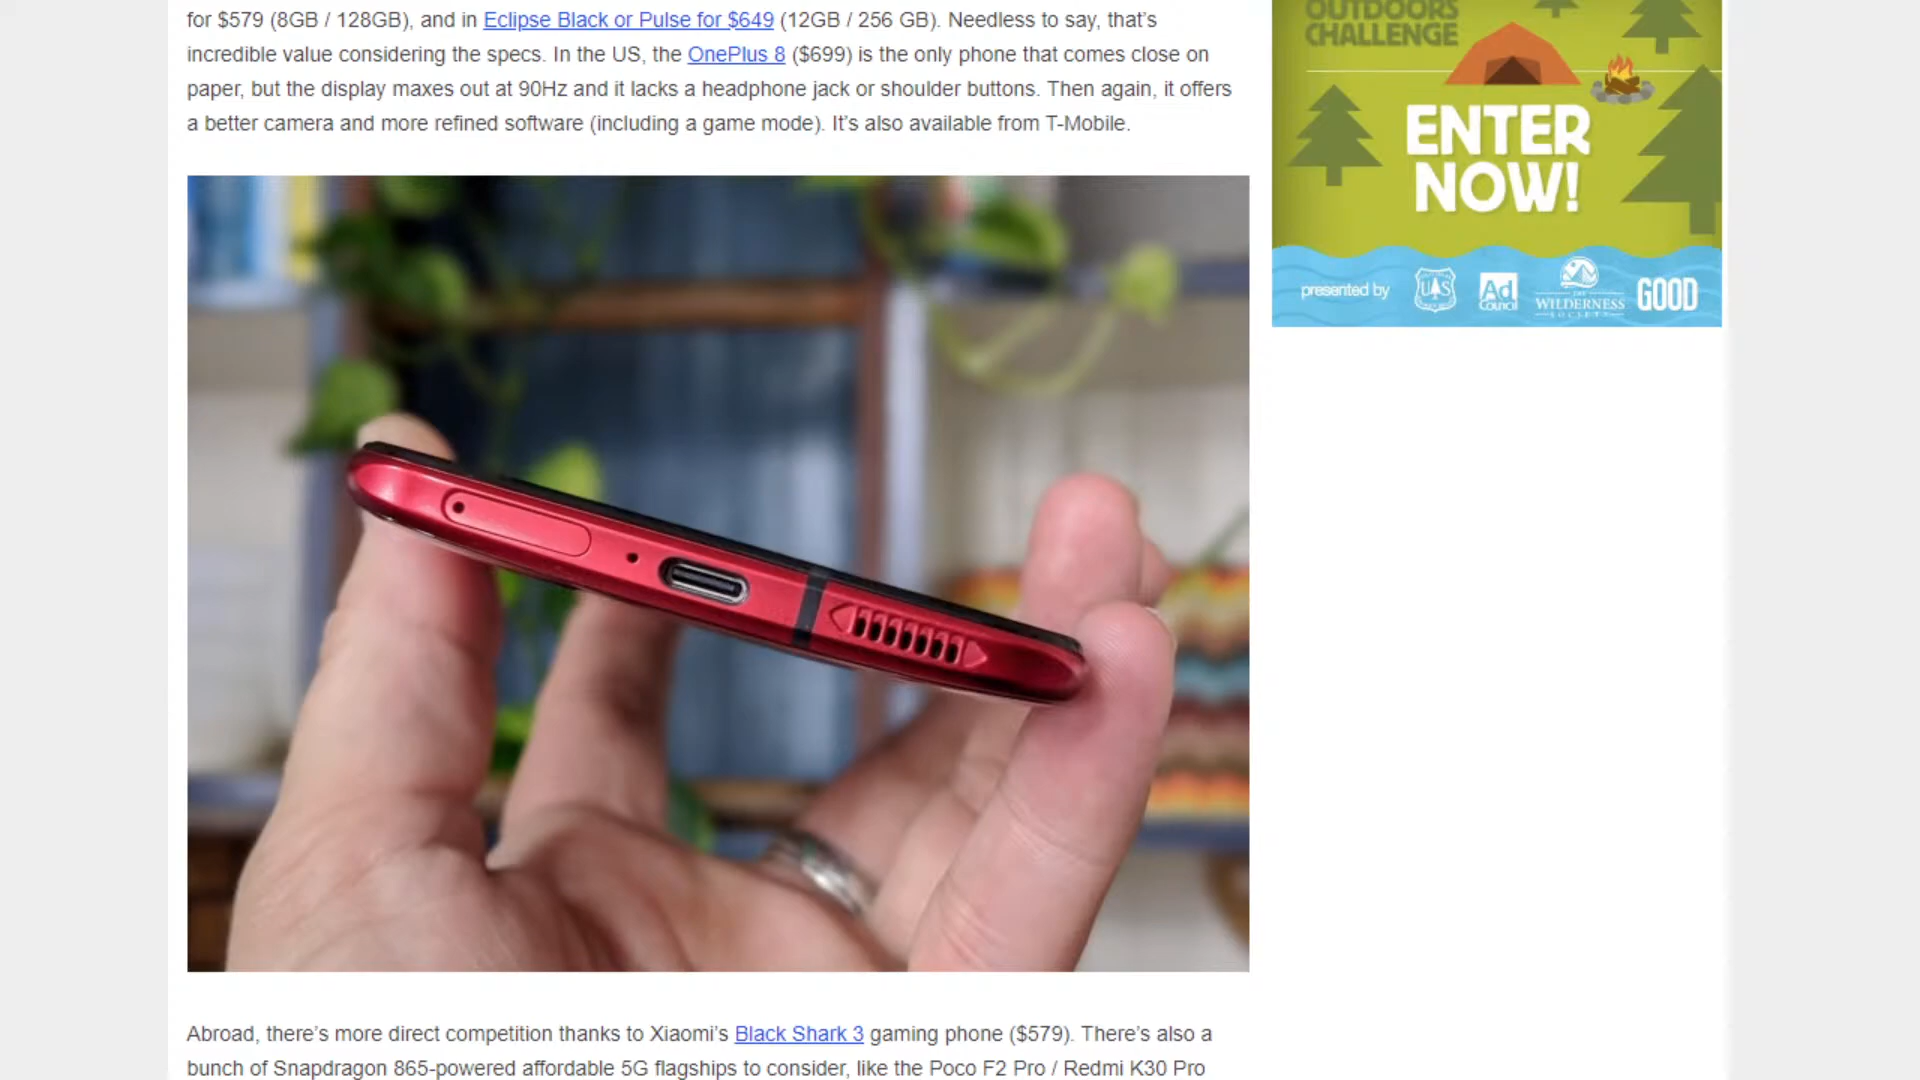 for $579 (8GB / 128GB), and in Eclipse Black or Pulse for $649 (12GB / 256 GB). Needless to say, that’s
incredible value considering the specs. In the US, the OnePlus 8 ($699) is the only phone that comes close on
paper, but the display maxes out at 90Hz and it lacks a headphone jack or shoulder buttons. Then again, it offers
a better camera and more refined software (including a game mode). It’s also available from T-Mobile.
OUTDOORS
CHALLENGE
ENTER
NOW!
presented by
U S
Ad
Council
THE
WILDERNESS
SOCIETY
GOOD
Abroad, there’s more direct competition thanks to Xiaomi’s Black Shark 3 gaming phone ($579). There’s also a
bunch of Snapdragon 865-powered affordable 5G flagships to consider, like the Poco F2 Pro / Redmi K30 Pro